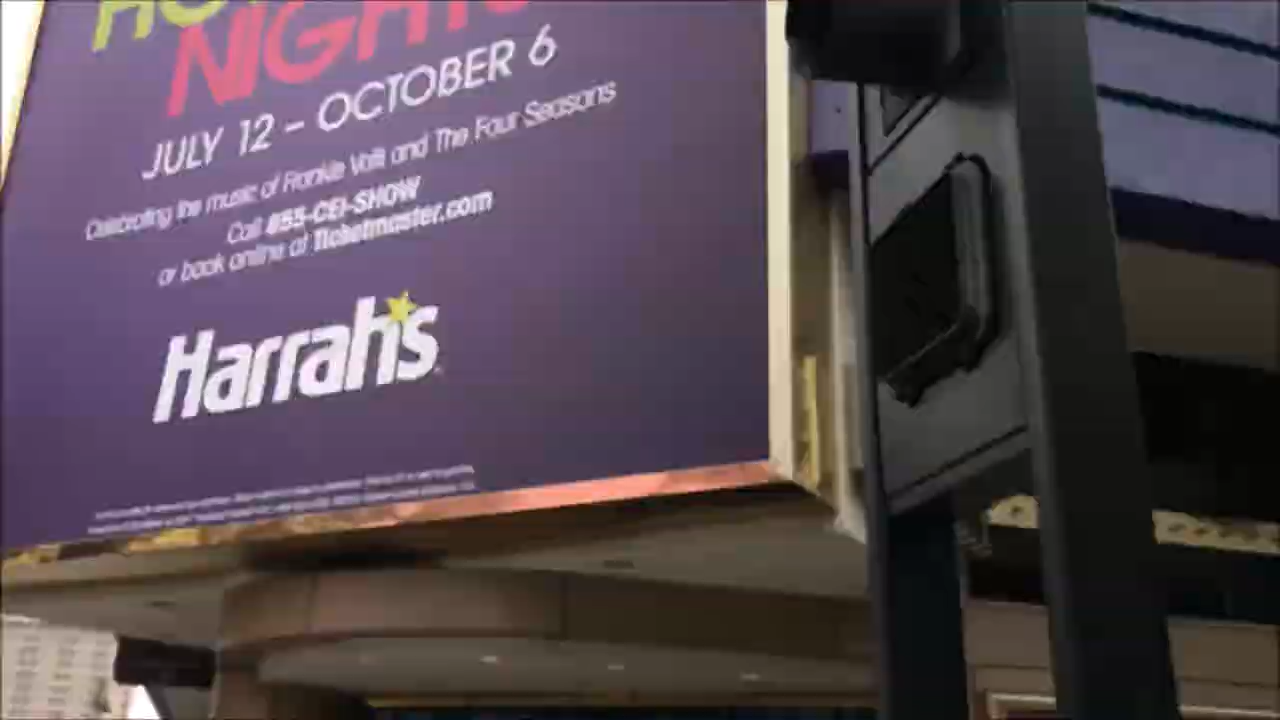 NIGHTS
JULY 12 – OCTOBER 6
Celebrating the music of Frankie Valli and The Four Seasons
Call 855-CEI-SHOW
or book online at Ticketmaster.com
Harrah's